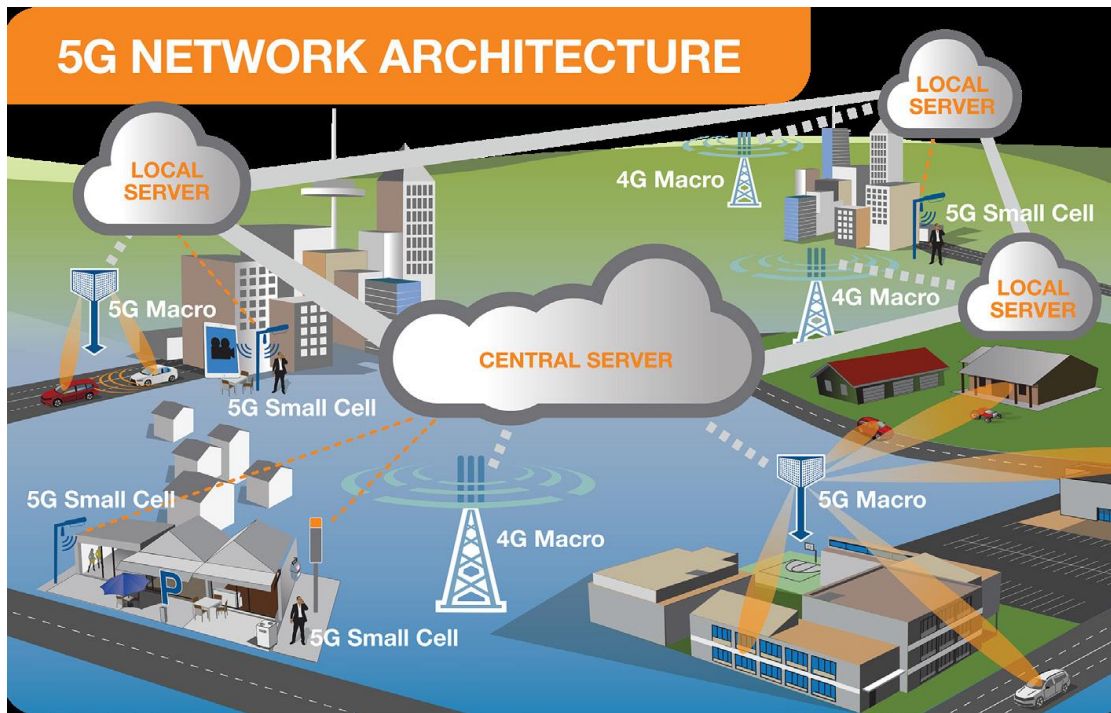 5G NETWORK ARCHITECTURE
LOCAL
SERVER
LOCAL
SERVER
4G Macro
5G Small Cell
5G Macro
4G Macro
LOCAL
SERVER
CENTRAL SERVER
5G Small Cell
5G Small Cell
5G Macro
4G Macro
P
5G Small Cell